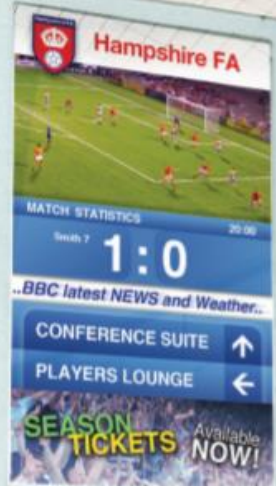 Hampshire FA
MATCH STATISTICS 20:00
Smith 7
1:0
..BBC latest NEWS and Weather..
CONFERENCE SUITE ↑
PLAYERS LOUNGE ←
SEASON
TICKETS
Available
NOW!